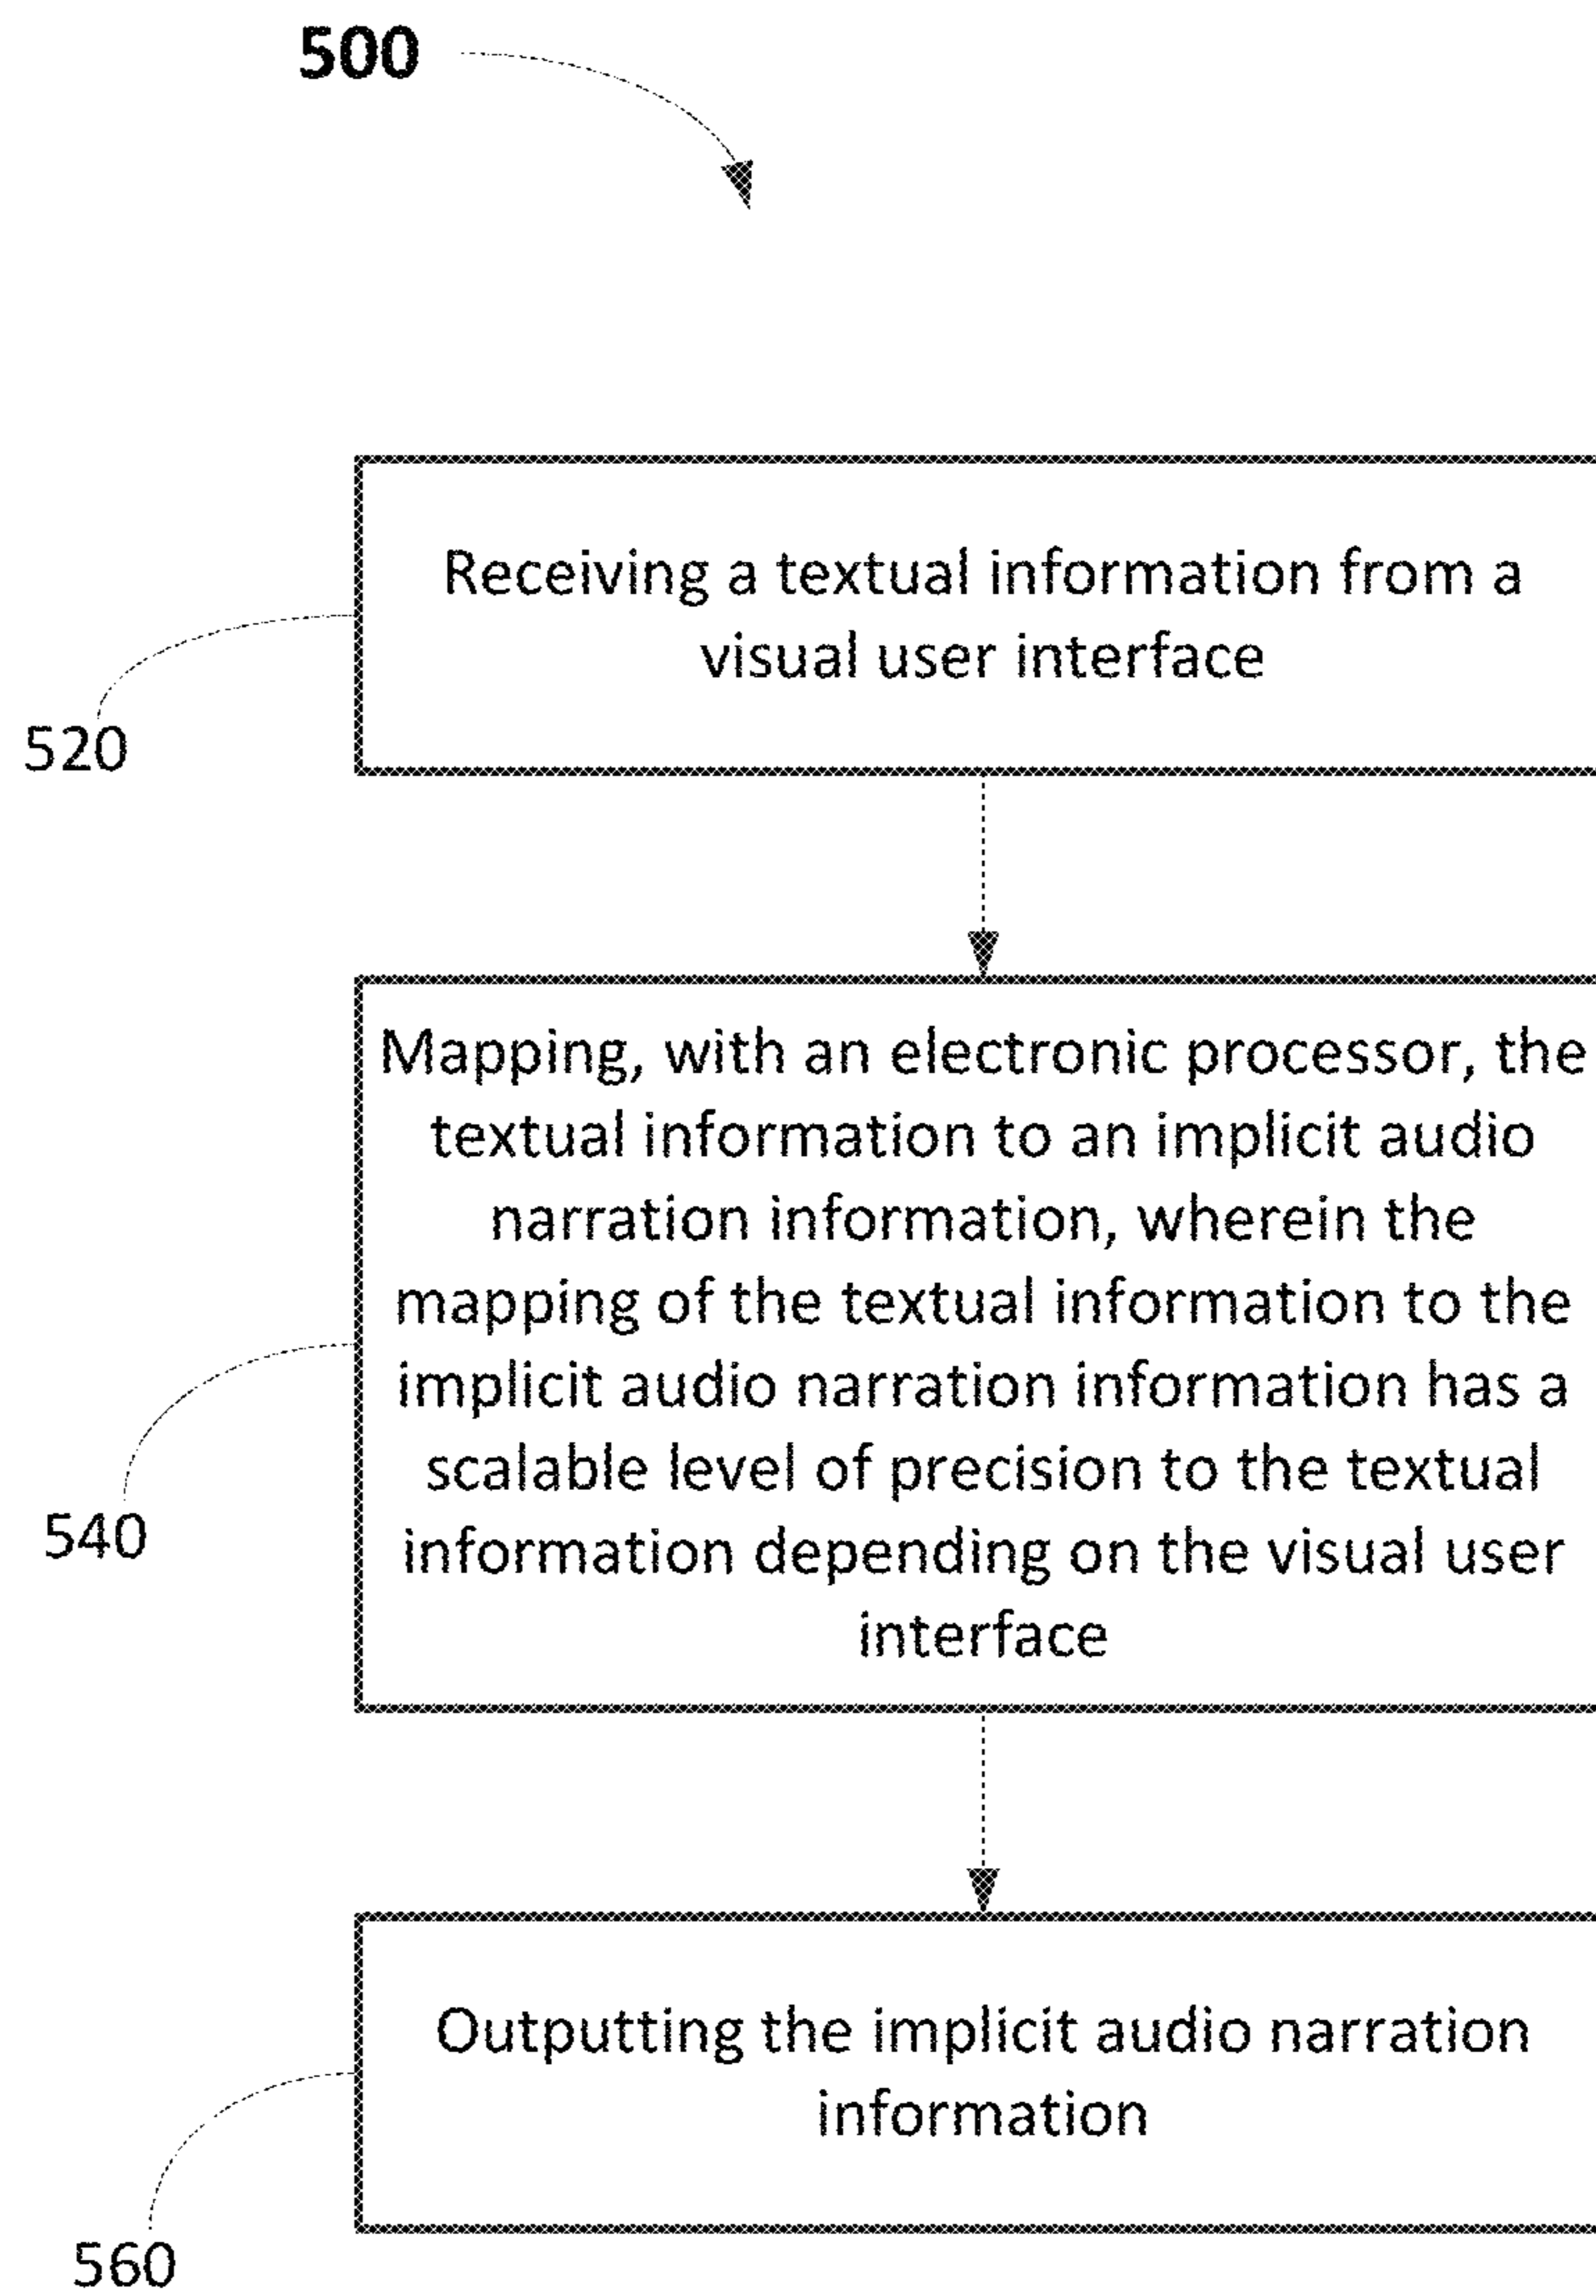 500
Receiving a textual information from a
visual user interface
520
Mapping, with an electronic processor, the
textual information to an implicit audio
narration information, wherein the
mapping of the textual information to the
implicit audio narration information has a
scalable level of precision to the textual
information depending on the visual user
interface
540
Outputting the implicit audio narration
information
560